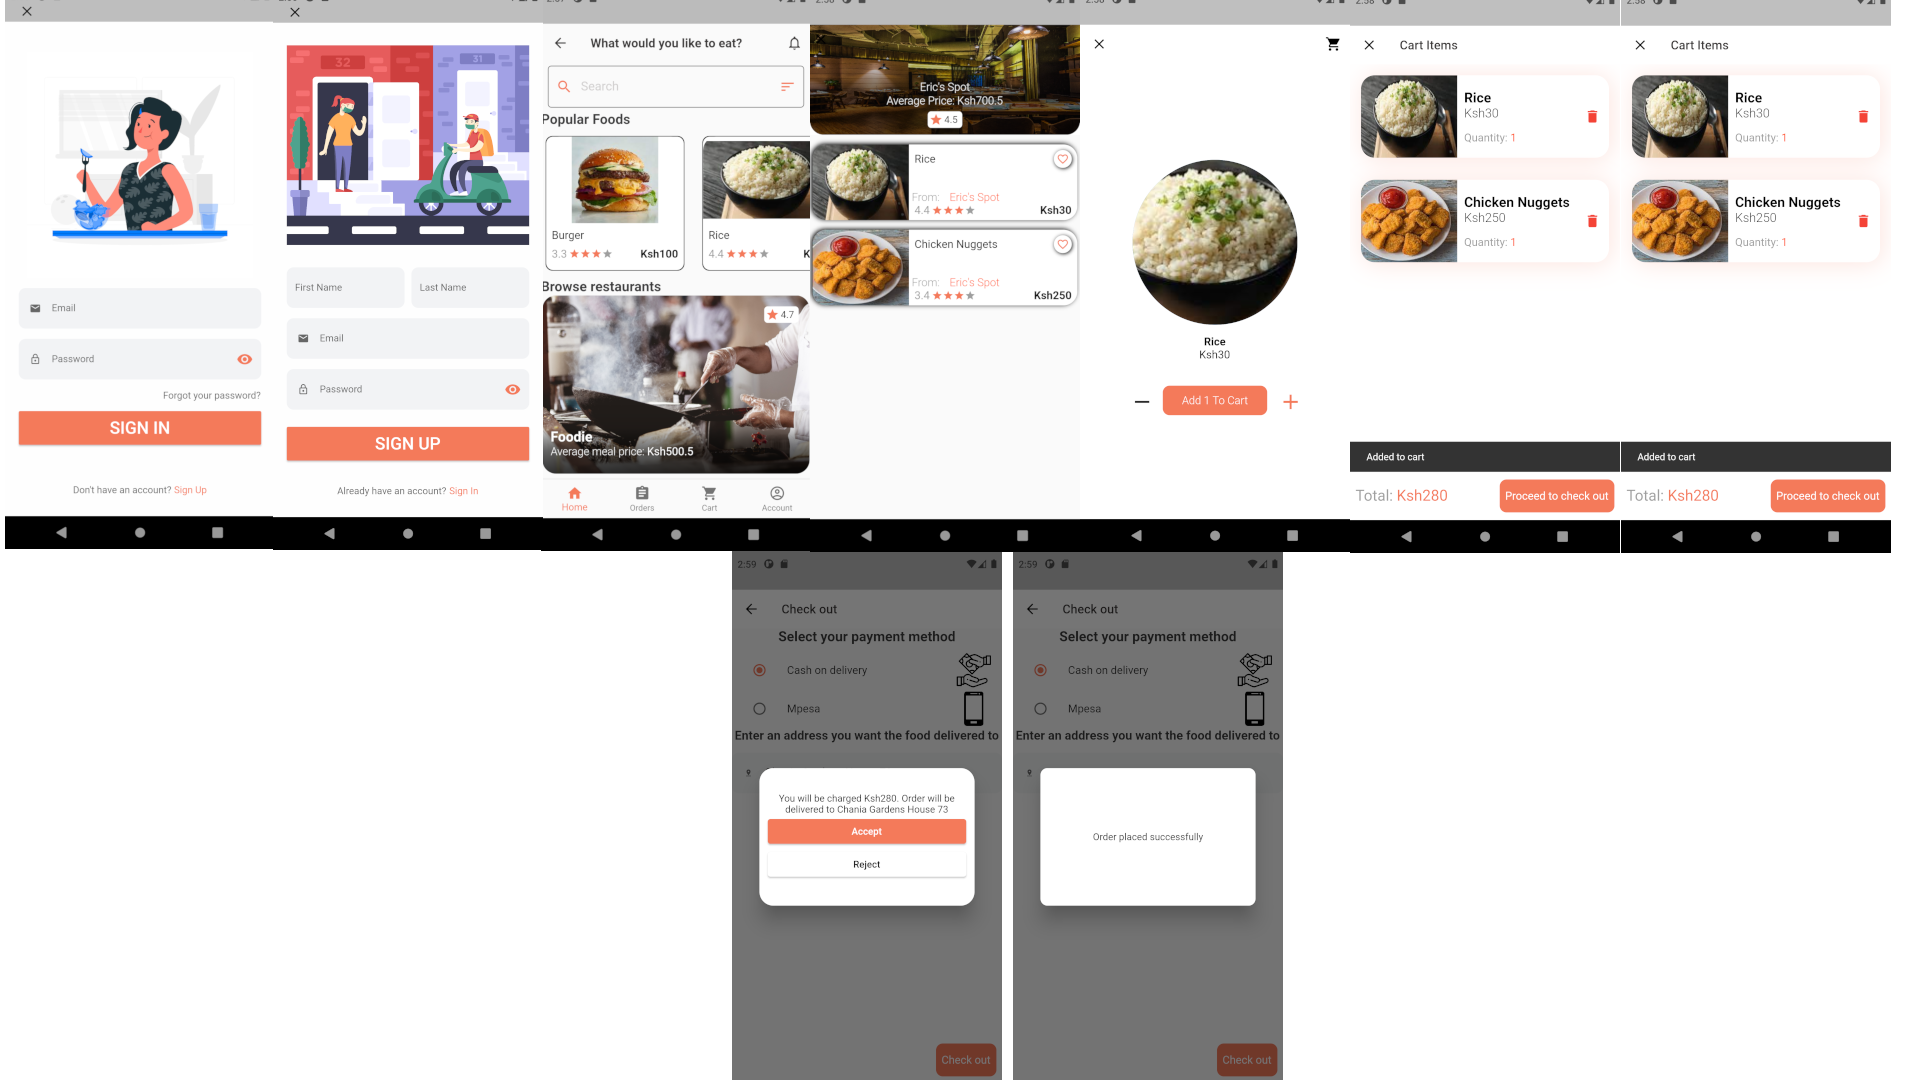 Email
Password
Forgot your password?
SIGN IN
Don't have an account? Sign Up
32
31
First Name
Last Name
Email
Password
SIGN UP
Already have an account? Sign In
What would you like to eat?
Search
Popular Foods
Burger
3.3
Ksh100
Rice
4.4
K
Browse restaurants
4.7
Foodie
Average meal price: Ksh500.5
Home
Orders
Cart
Account
Eric's Spot
Average Price: Ksh700.5
4.5
Rice
From: Eric's Spot
4.4
Ksh30
Chicken Nuggets
From: Eric's Spot
3.4
Ksh250
Rice
Ksh30
Add 1 To Cart
Cart Items
Rice
Ksh30
Quantity: 1
Chicken Nuggets
Ksh250
Quantity: 1
Added to cart
Total: Ksh280
Proceed to check out
Cart Items
Rice
Ksh30
Quantity: 1
Chicken Nuggets
Ksh250
Quantity: 1
Added to cart
Total: Ksh280
Proceed to check out
2:59
Check out
Select your payment method
Cash on delivery
Mpesa
Enter an address you want the food delivered to
You will be charged Ksh280. Order will be
delivered to Chania Gardens House 73
Accept
Reject
Check out
2:59
Check out
Select your payment method
Cash on delivery
Mpesa
Enter an address you want the food delivered to
Order placed successfully
Check out